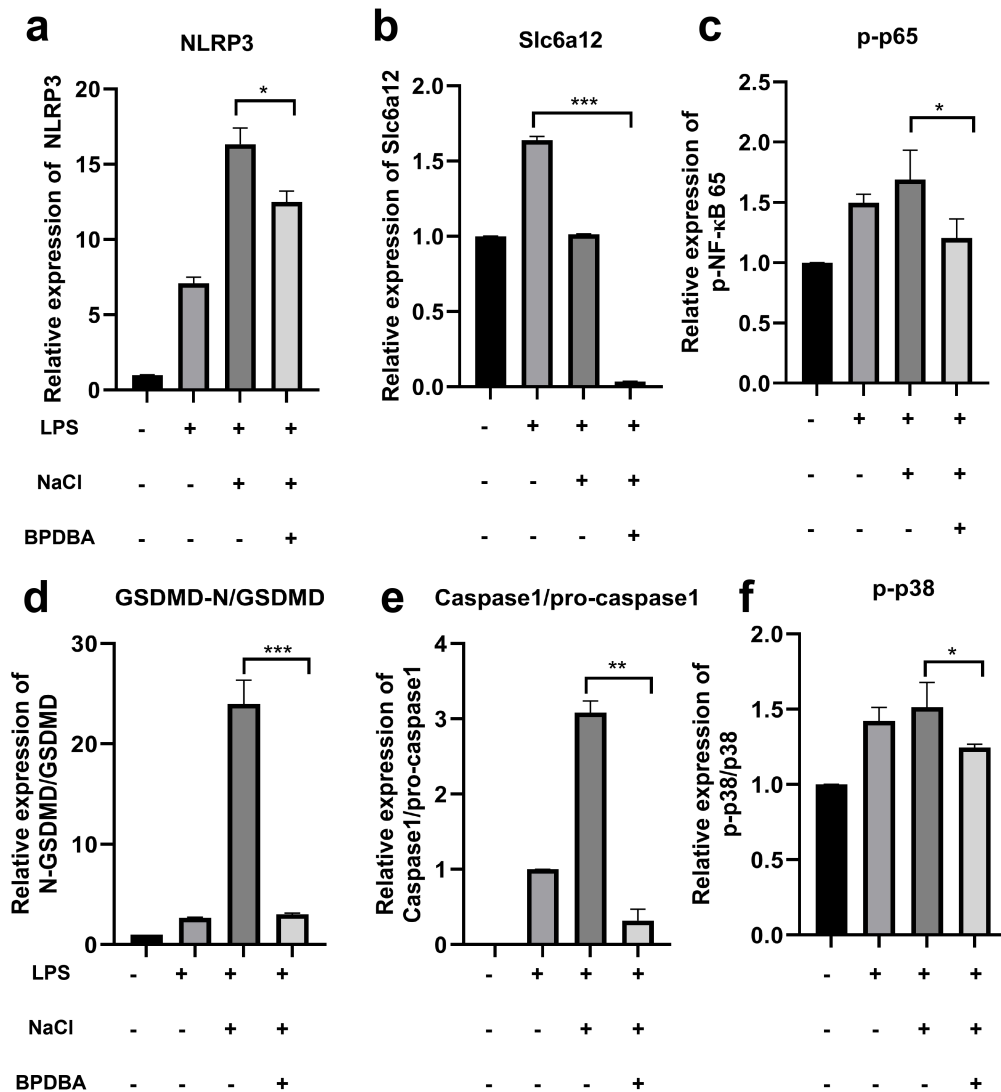 a
NLRP3
Relative expression of NLRP3
20
15
10
5
0
*
LPS - + + +
NaCl - - + +
BPDBA - - - +
b
Slc6a12
Relative expression of Slc6a12
2.0
1.5
1.0
0.5
0.0
***
- + + +
- - + +
- - - +
c
p-p65
Relative expression of
p-NF-κB 65
2.5
2.0
1.5
1.0
0.5
0.0
*
- + + +
- - + +
- - - +
d
GSDMD-N/GSDMD
Relative expression of
N-GSDMD/GSDMD
30
20
10
0
***
LPS - + + +
NaCl - - + +
BPDBA - - - +
e
Caspase1/pro-caspase1
Relative expression of
Caspase1/pro-caspase1
4
3
2
1
0
**
- + + +
- - + +
- - - +
f
p-p38
Relative expression of
p-p38/p38
2.0
1.5
1.0
0.5
0.0
*
- + + +
- - + +
- - - +